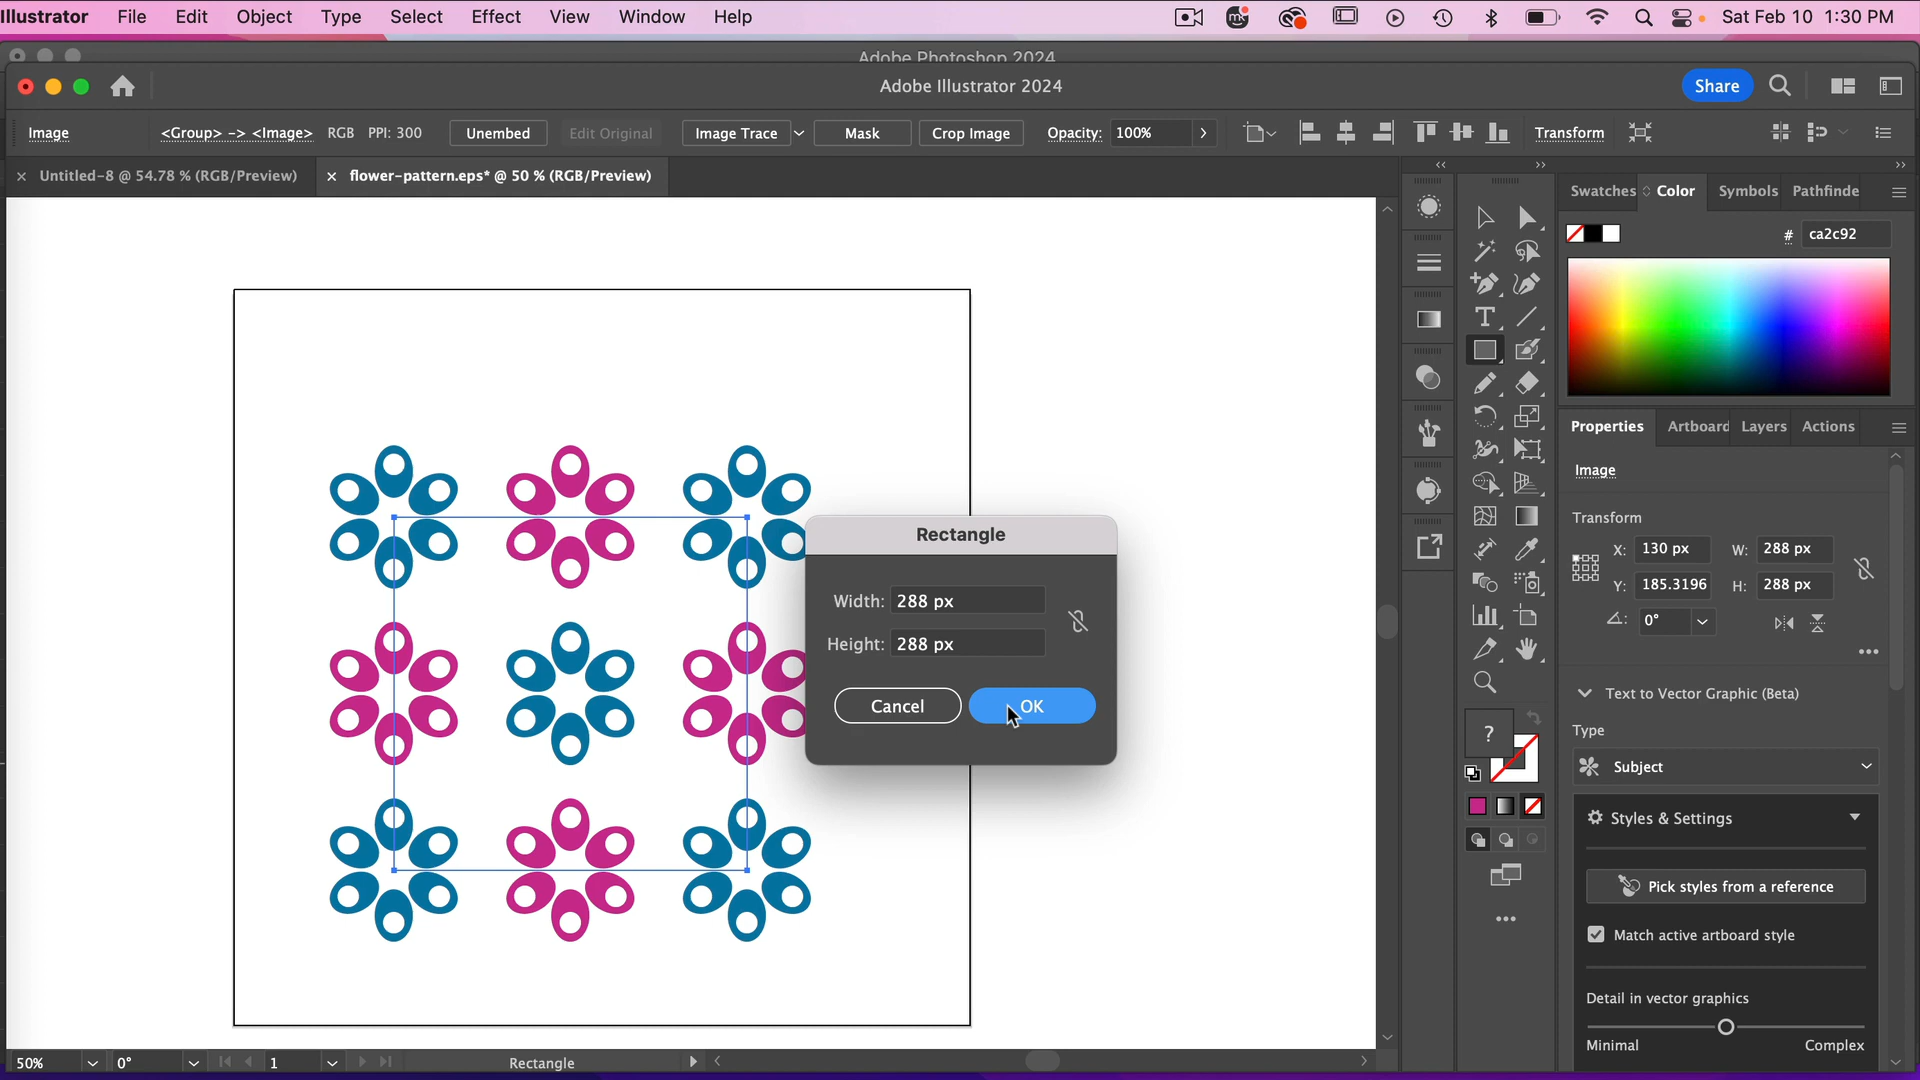 Illustrator File Edit Object Type Select Effect View Window Help Sat Feb 10 1:30 PM
Adobe Photoshop 2024
Adobe Illustrator 2024 Share
Image <Group> -> <Image> RGB PPI: 300 Unembed Edit Original Image Trace Mask Crop Image Opacity: 100% Transform
Untitled-8 @ 54.78 % (RGB/Preview) flower-pattern.eps* @ 50 % (RGB/Preview)
Swatches Color Symbols Pathfinde
# ca2c92
Properties Artboard Layers Actions
Image
Transform
X: 130 px W: 288 px
Y: 185.3196 H: 288 px
0°
Rectangle
Width: 288 px
Height: 288 px
Cancel OK
Text to Vector Graphic (Beta)
Type
Subject
Styles & Settings
Pick styles from a reference
Match active artboard style
Detail in vector graphics
Minimal Complex
?
50% 0° 1 Rectangle